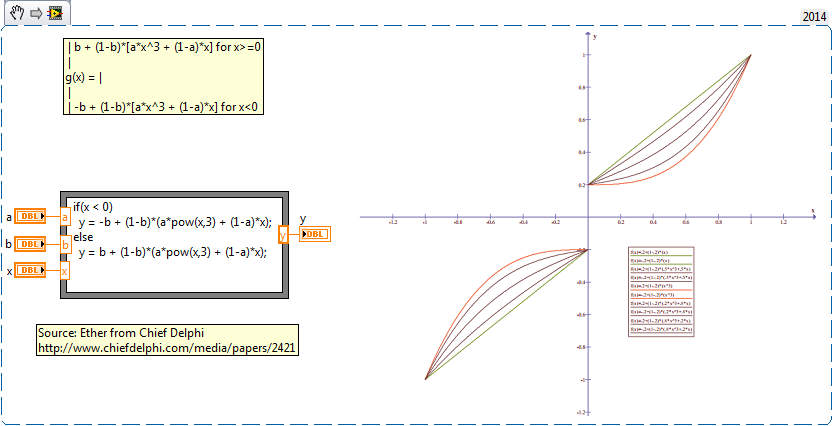 2014
| b + (1-b)*[a*x^3 + (1-a)*x] for x>=0
|
g(x) = |
|
| -b + (1-b)*[a*x^3 + (1-a)*x] for x<0
a DBL a
b DBL b
x DBL x
if(x < 0)
y = -b + (1-b)*(a*pow(x,3) + (1-a)*x);
else
y = b + (1-b)*(a*pow(x,3) + (1-a)*x);
y
y DBL
Source: Ether from Chief Delphi
http://www.chiefdelphi.com/media/papers/2421
y
1
0.8
0.6
0.4
0.2
x
-1.2
-1
-0.8
-0.6
-0.4
-0.2
0.2
0.4
0.6
0.8
1
1.2
-0.2
-0.4
-0.6
-0.8
-1
-1.2